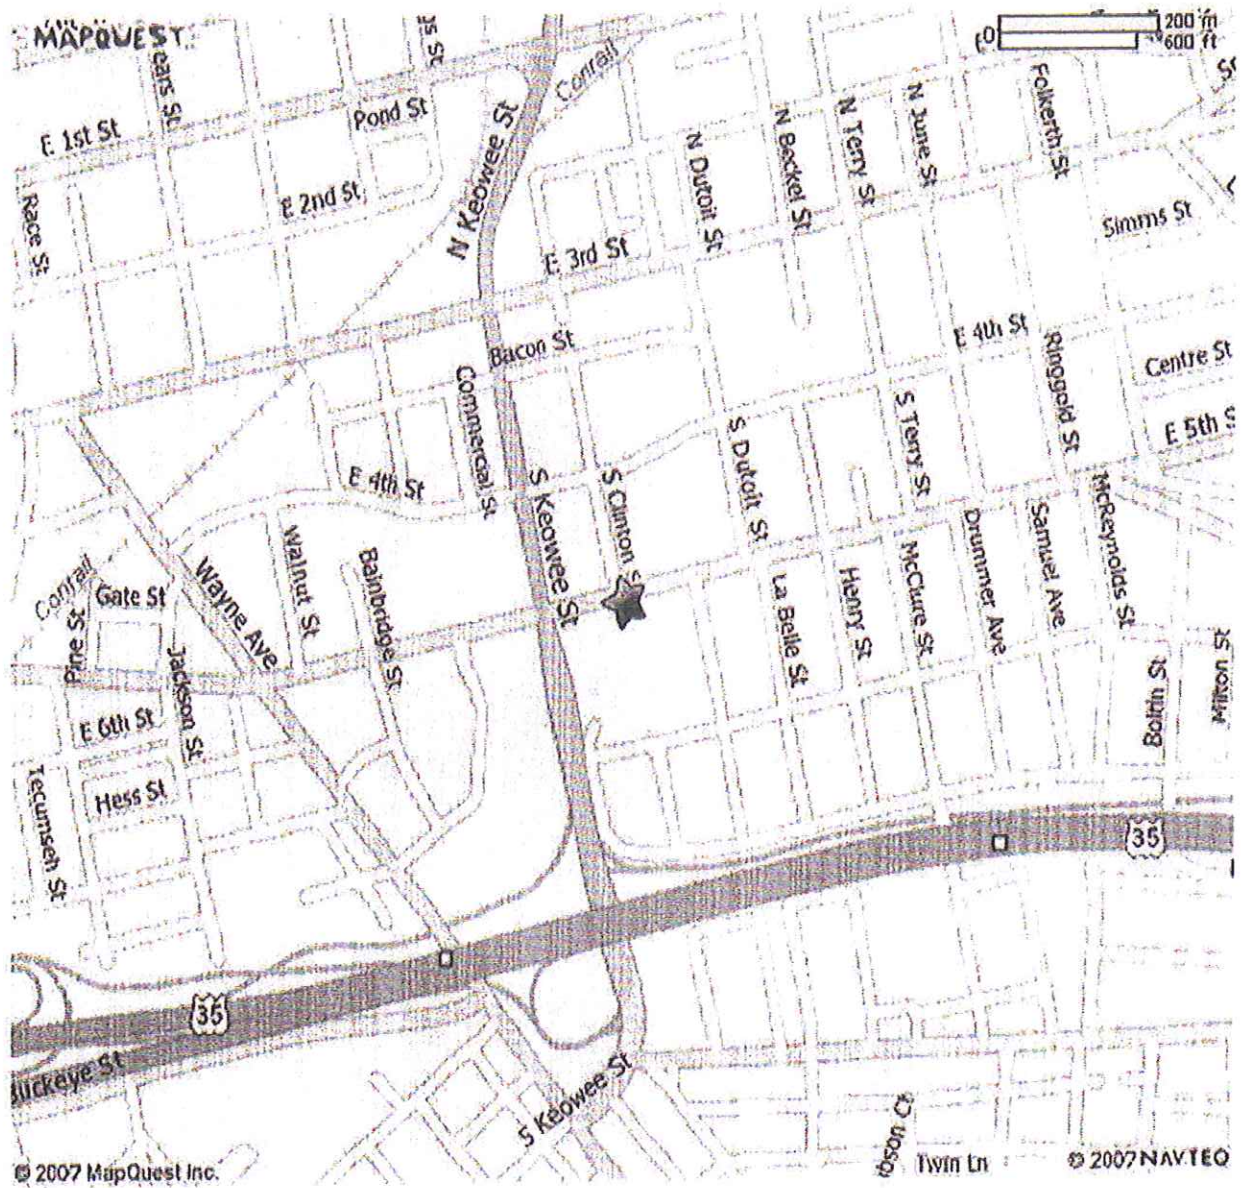 MAPQUEST
200 m
0
600 ft
ears St
Pond St
Conrail
E 1st St
N Keowee St
N Dutoit St
N Beckel St
N Terry St
N June St
Folkerth St
Race St
E 2nd St
E 3rd St
Simms St
Bacon St
E 4th St
Ringgold St
Centre St
Commercial St
E 5th S
S Terry St
S Dutoit St
E 4th St
S Keowee St
S Clinton S
McReynolds St
Samuel Ave
Drummer Ave
Walnut St
Bainbridge St
Wayne Ave
Conrail
Gate St
Pine St
La Belle St
Henry St
McClure St
Jackson St
E 6th St
Boltin St
Milton St
Hess St
Tecumseh St
35
35
Buckeye St
S Keowee St
bson Ct
Twin Ln
© 2007 MapQuest Inc.
© 2007 NAVTEQ